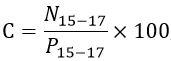 C = N₁₅₋₁₇ / P₁₅₋₁₇ × 100